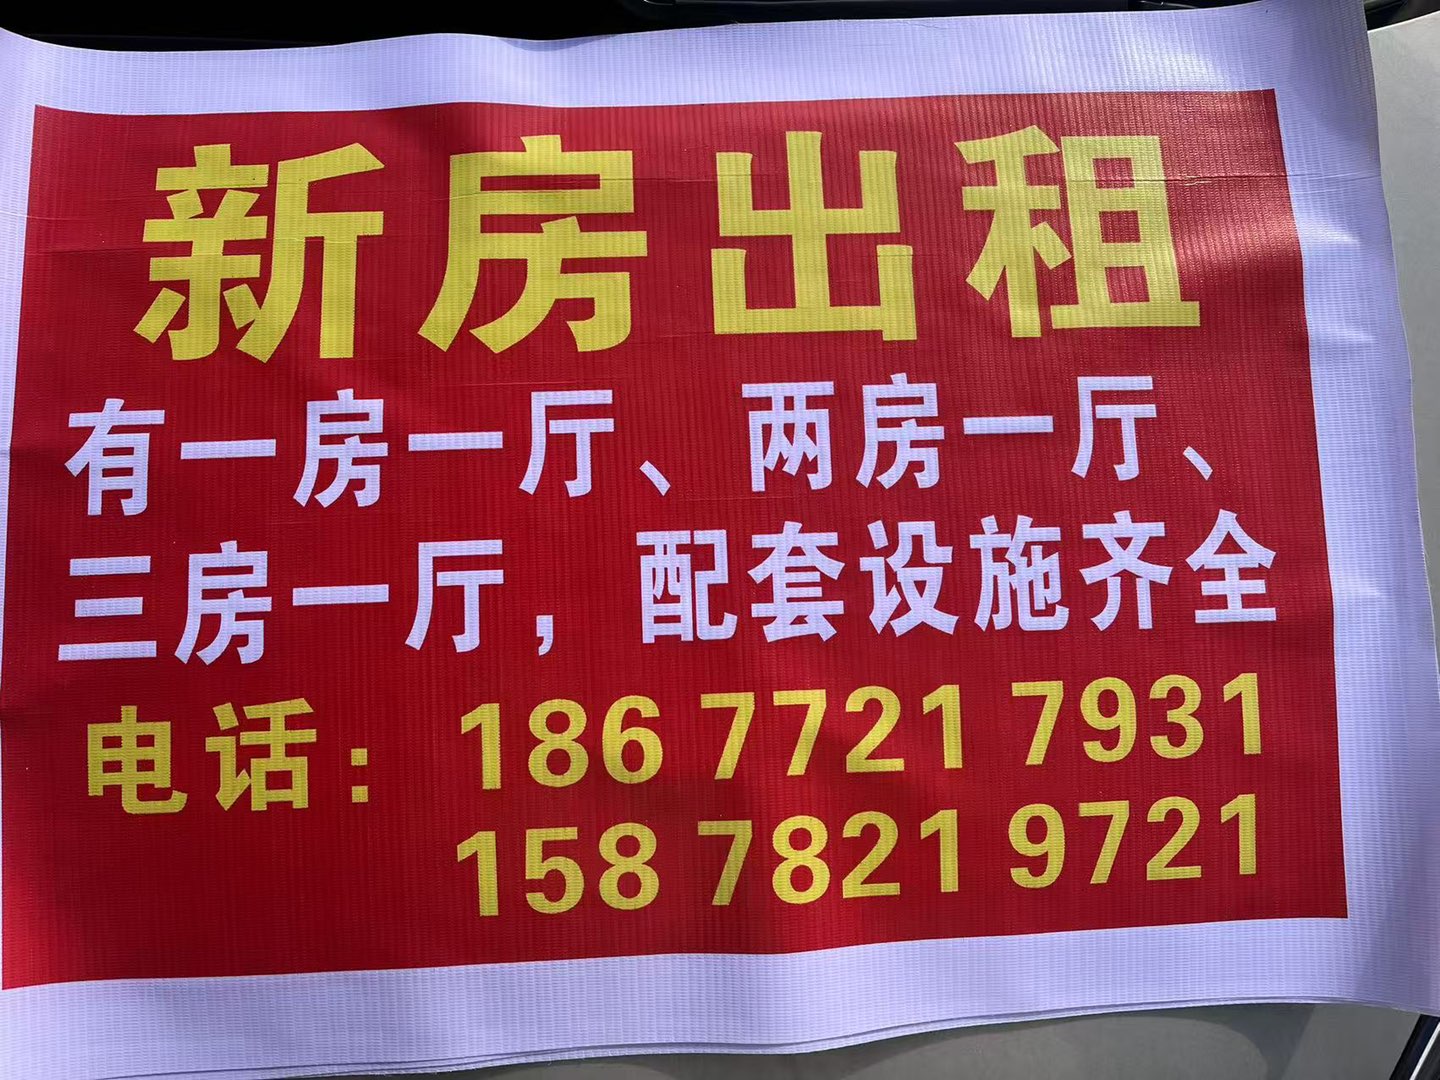 新房出租
有一房一厅、两房一厅、
三房一厅，配套设施齐全
电话：186 7721 7931
158 7821 9721